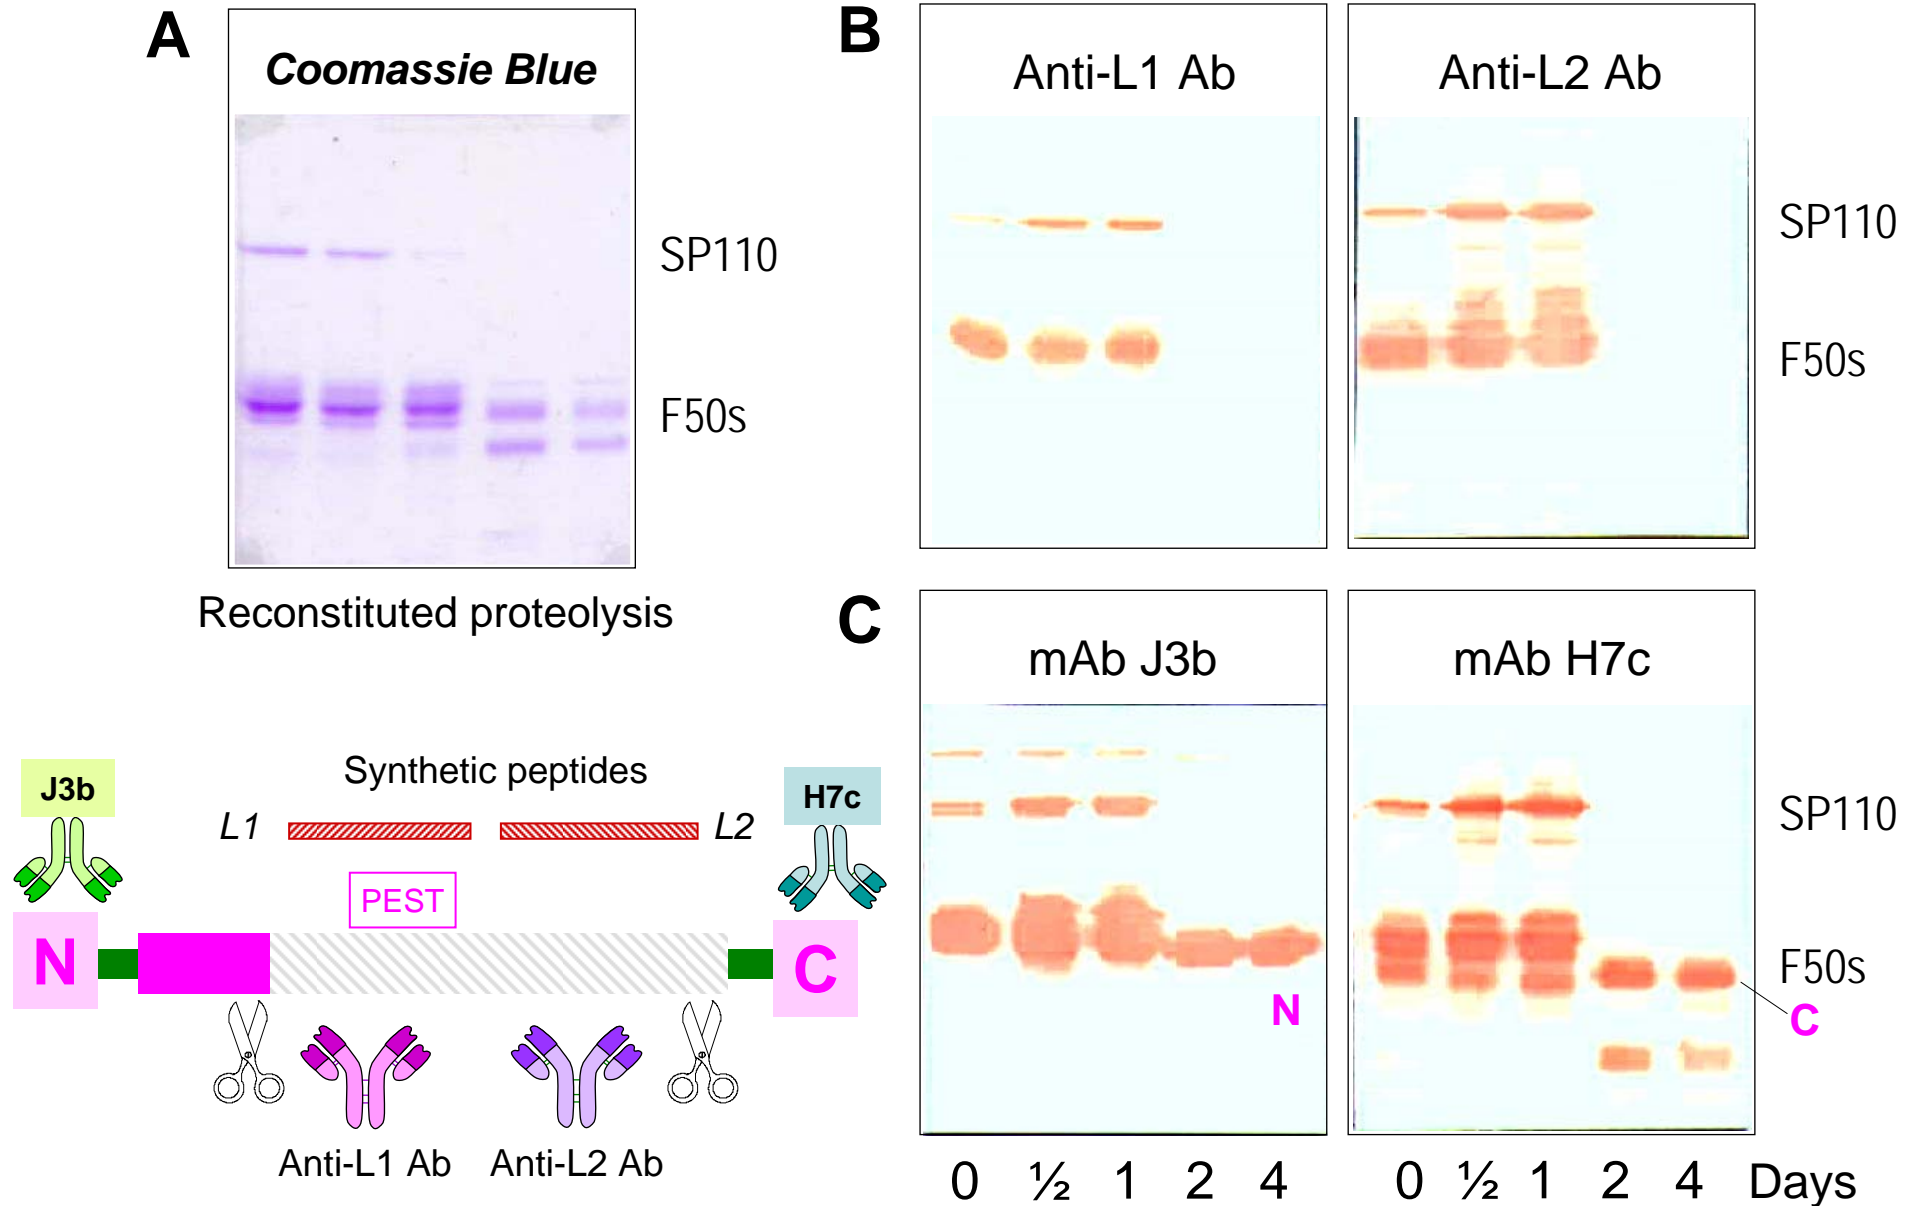 A
Coomassie Blue
SP110
F50s
Reconstituted proteolysis
B
Anti-L1 Ab
Anti-L2 Ab
SP110
F50s
C
mAb J3b
mAb H7c
SP110
F50s
N
C
0 ½ 1 2 4
0 ½ 1 2 4 Days
Synthetic peptides
J3b
H7c
L1
L2
PEST
N
C
Anti-L1 Ab
Anti-L2 Ab